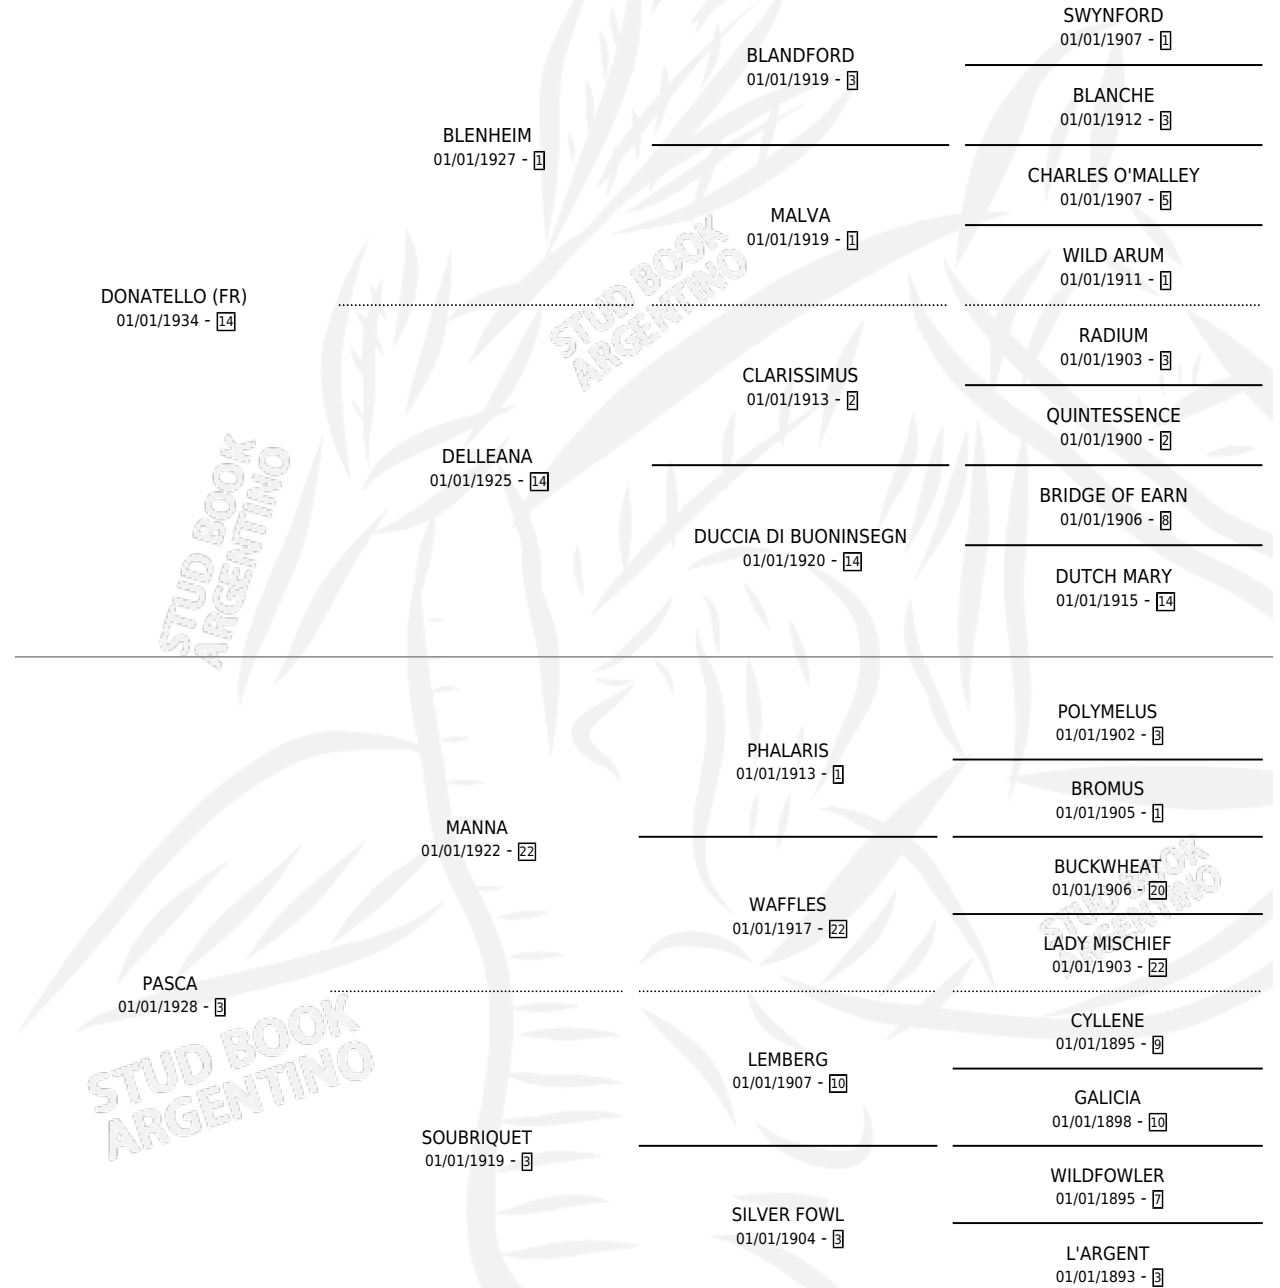 SWYNFORD
01/01/1907 - 1
BLANDFORD
01/01/1919 - 3
BLANCHE
01/01/1912 - 3
BLENHEIM
01/01/1927 - 1
CHARLES O'MALLEY
01/01/1907 - 5
MALVA
01/01/1919 - 1
WILD ARUM
01/01/1911 - 1
STUD BOOK
ARGENTINO
DONATELLO (FR)
01/01/1934 - 14
RADIUM
01/01/1903 - 3
CLARISSIMUS
01/01/1913 - 2
QUINTESSENCE
01/01/1900 - 2
DELLEANA
01/01/1925 - 14
BRIDGE OF EARN
01/01/1906 - 8
DUCCIA DI BUONINSEGN
01/01/1920 - 14
DUTCH MARY
01/01/1915 - 14
STUD BOOK
ARGENTINO
POLYMELUS
01/01/1902 - 3
PHALARIS
01/01/1913 - 1
BROMUS
01/01/1905 - 1
MANNA
01/01/1922 - 22
BUCKWHEAT
01/01/1906 - 20
WAFFLES
01/01/1917 - 22
LADY MISCHIEF
01/01/1903 - 22
STUD BOOK
ARGENTINO
PASCA
01/01/1928 - 3
CYLLENE
01/01/1895 - 9
LEMBERG
01/01/1907 - 10
GALICIA
01/01/1898 - 10
STUD BOOK
ARGENTINO
SOUBRIQUET
01/01/1919 - 3
WILDFOWLER
01/01/1895 - 7
SILVER FOWL
01/01/1904 - 3
L'ARGENT
01/01/1893 - 3